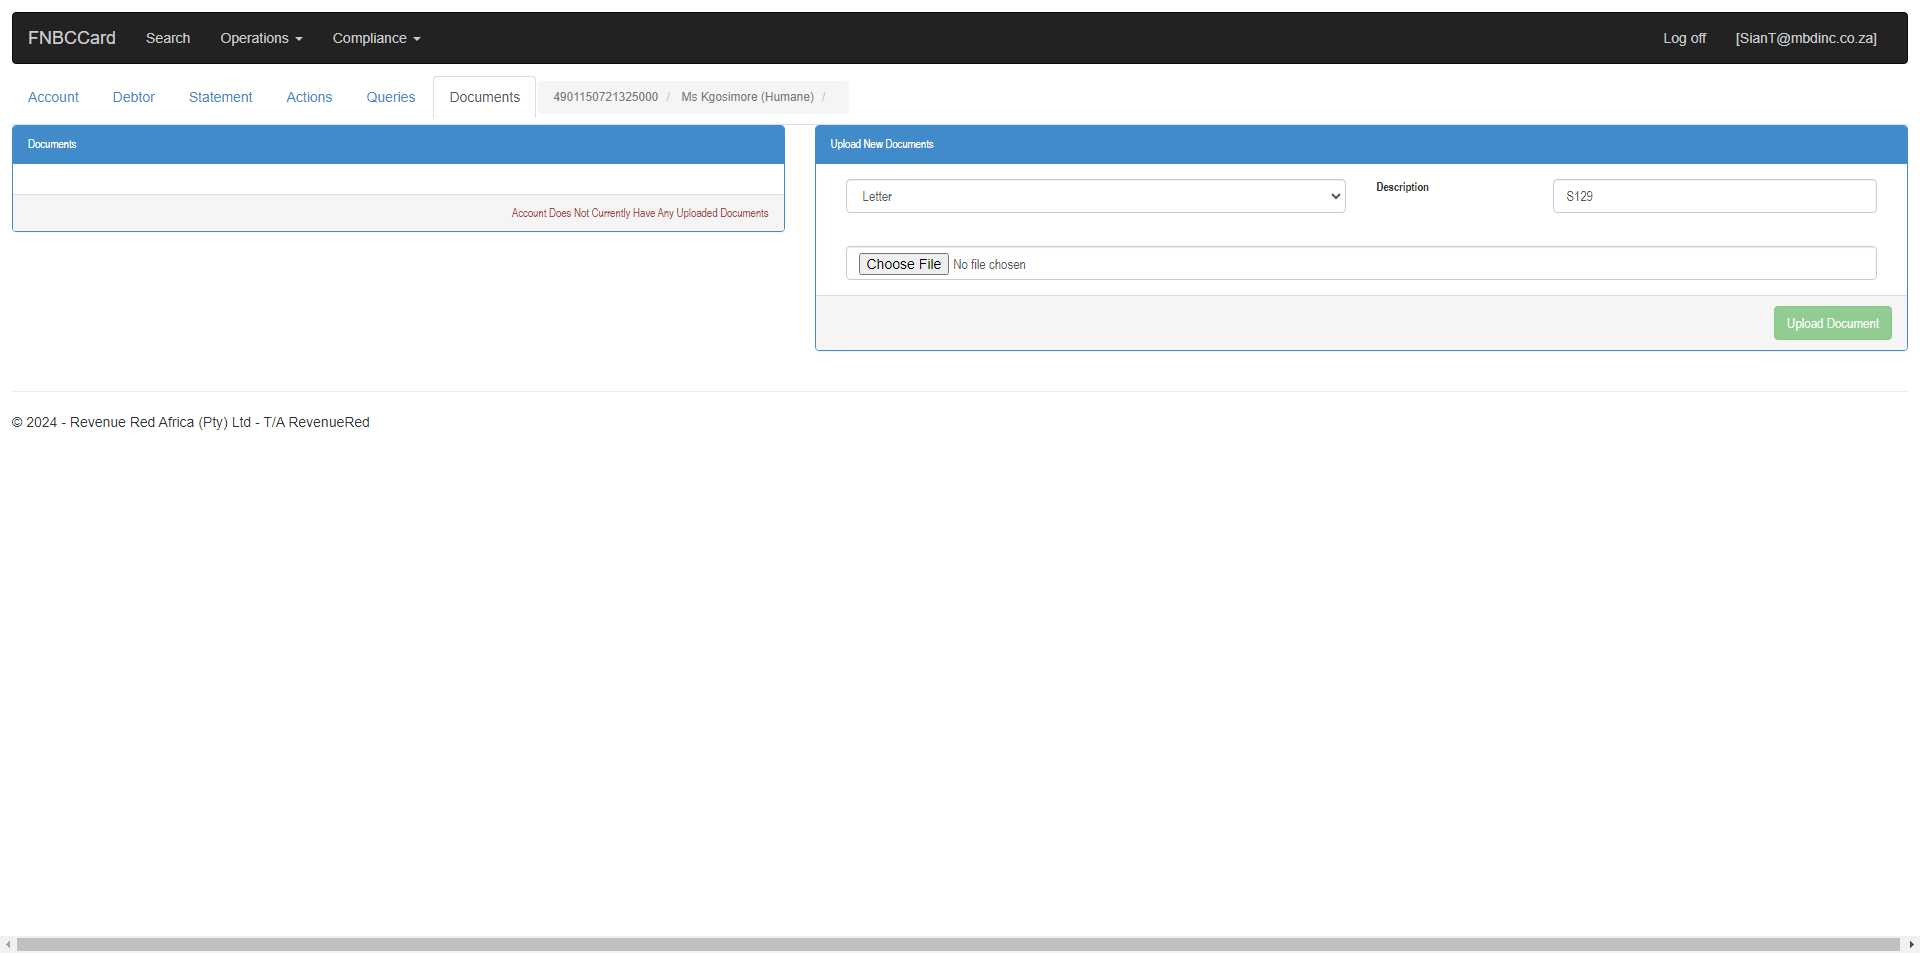 FNBCCard Search Operations Compliance Log off [SianT@mbdinc.co.za]
Account Debtor Statement Actions Queries Documents 4901150721325000 / Ms Kgosimore (Humane) /
Documents
Account Does Not Currently Have Any Uploaded Documents
Upload New Documents
Letter Description S129
Choose File No file chosen
Upload Document
© 2024 - Revenue Red Africa (Pty) Ltd - T/A RevenueRed